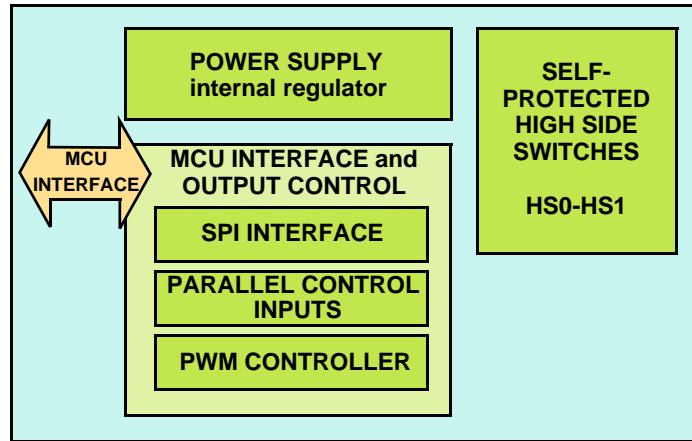 POWER SUPPLY
internal regulator
SELF-
PROTECTED
HIGH SIDE
SWITCHES
HS0-HS1
MCU
INTERFACE
MCU INTERFACE and
OUTPUT CONTROL
SPI INTERFACE
PARALLEL CONTROL
INPUTS
PWM CONTROLLER